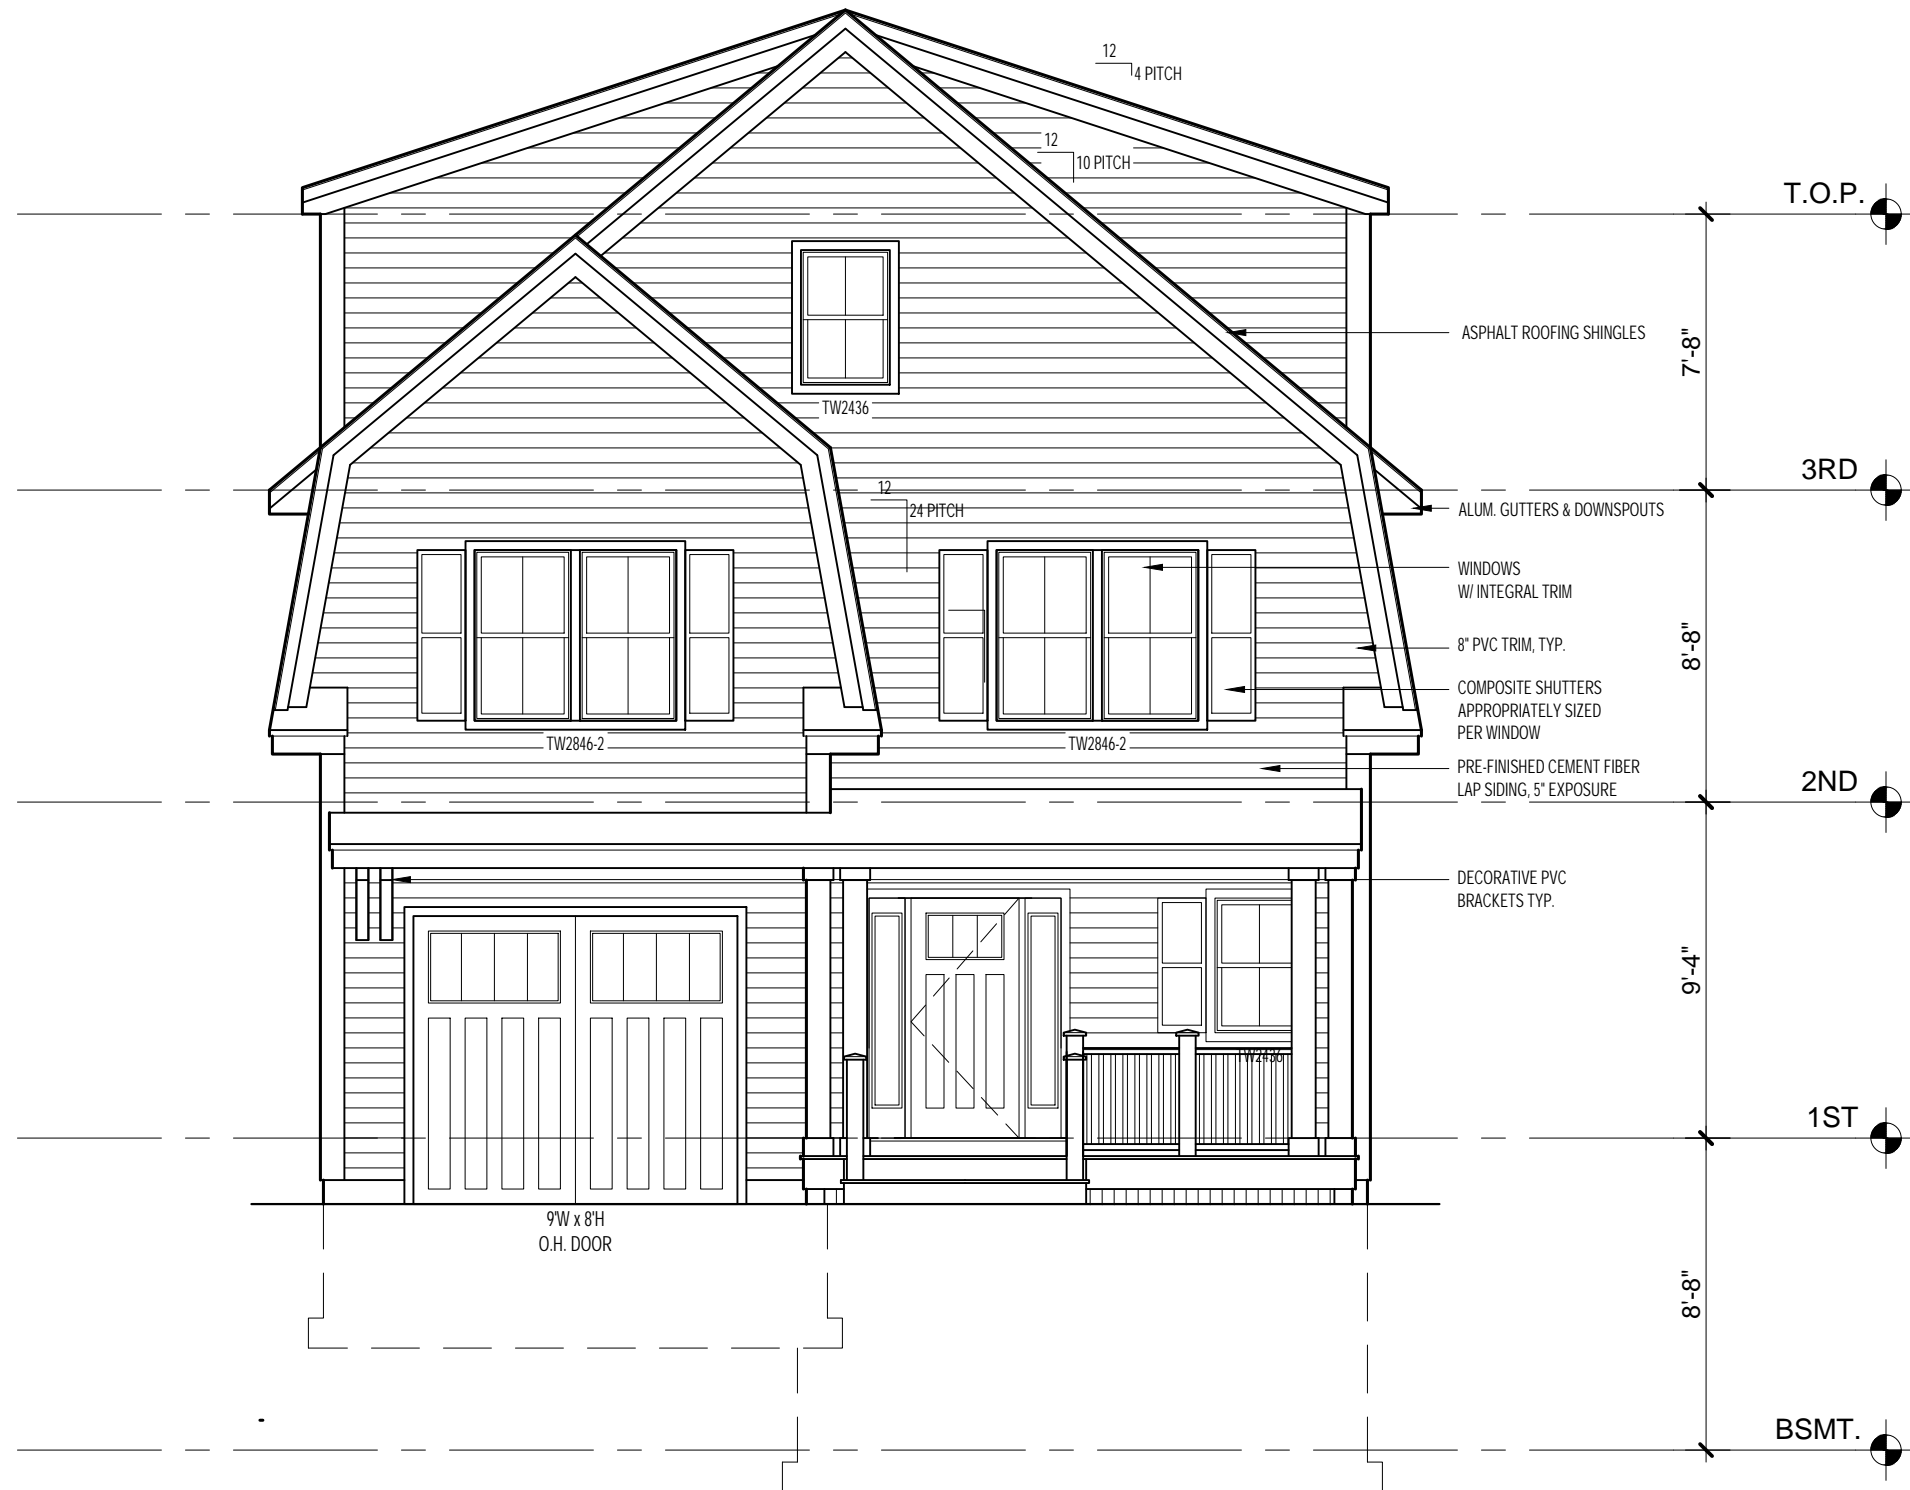 12
4 PITCH
12
10 PITCH
T.O.P.
ASPHALT ROOFING SHINGLES
7'-8"
TW2436
3RD
12
24 PITCH
ALUM. GUTTERS & DOWNSPOUTS
WINDOWS
W/ INTEGRAL TRIM
8" PVC TRIM, TYP.
8'-8"
COMPOSITE SHUTTERS
APPROPRIATELY SIZED
PER WINDOW
TW2846-2
TW2846-2
PRE-FINISHED CEMENT FIBER
LAP SIDING, 5" EXPOSURE
2ND
DECORATIVE PVC
BRACKETS TYP.
9'-4"
TW2436
1ST
9'W x 8'H
O.H. DOOR
8'-8"
BSMT.